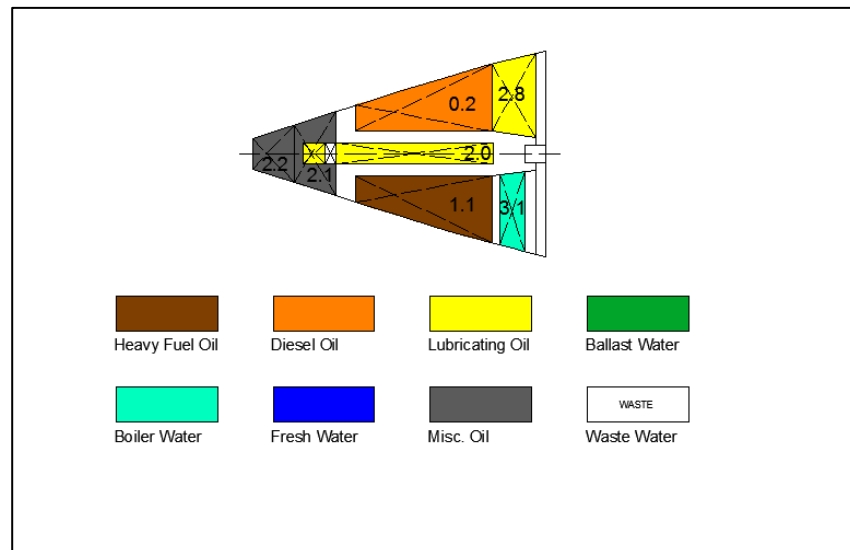 0.2 2.8
2.2 2.1 2.0
1.1 3.1
Heavy Fuel Oil Diesel Oil Lubricating Oil Ballast Water
WASTE
Boiler Water Fresh Water Misc. Oil Waste Water